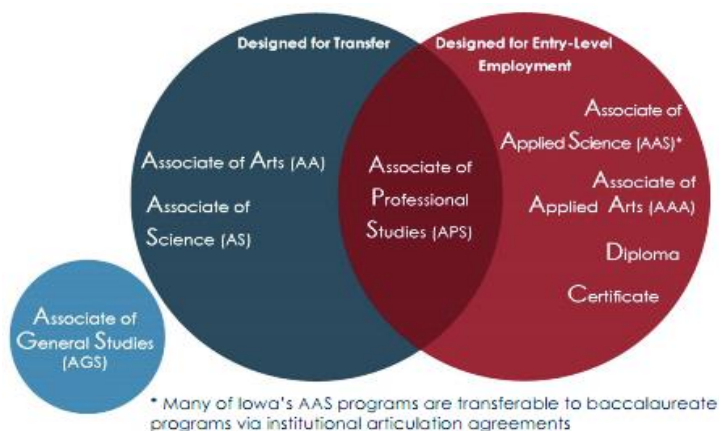 Designed for Transfer
Designed for Entry-Level
Employment
Associate of Arts (AA)
Associate of
Science (AS)
Associate of
Professional
Studies (APS)
Associate of
Applied Science (AAS)*
Associate of
Applied Arts (AAA)
Diploma
Certificate
Associate of
General Studies
(AGS)
* Many of Iowa's AAS programs are transferable to baccalaureate
programs via institutional articulation agreements